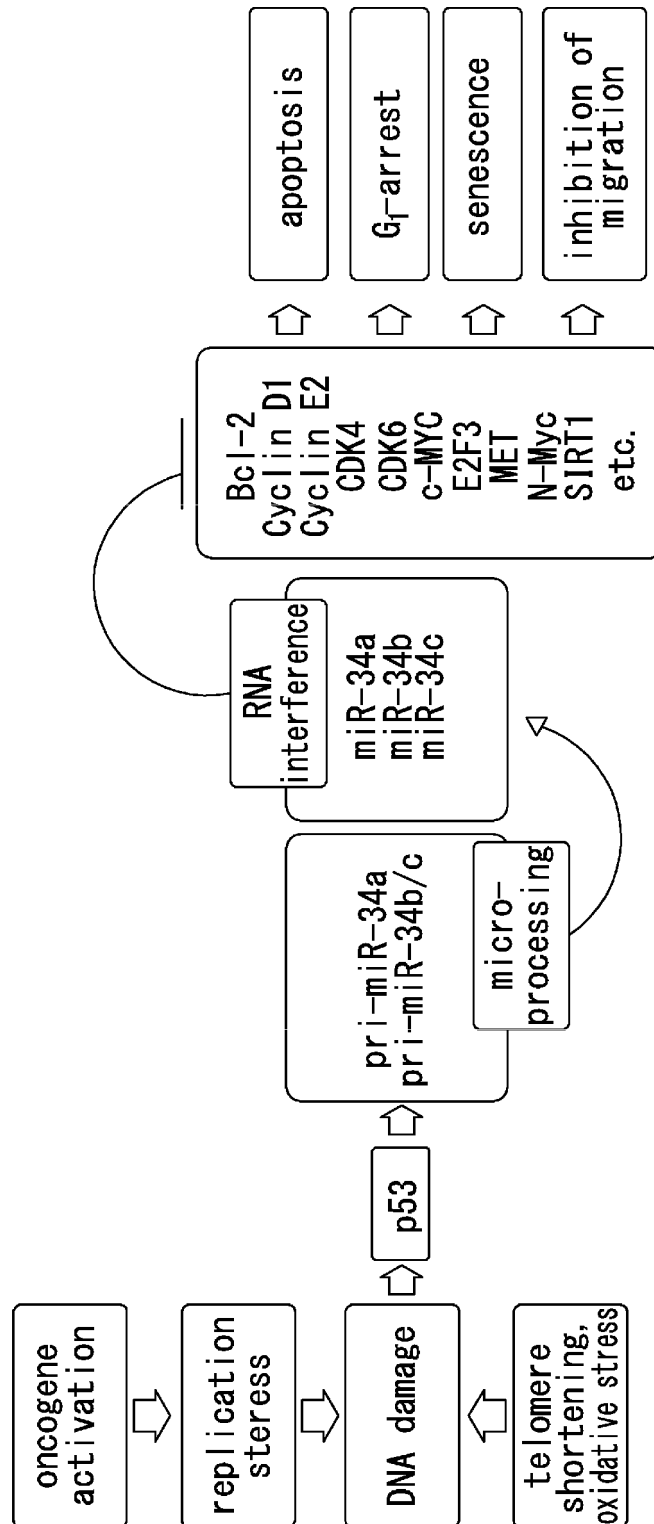 oncogene
activation
replication
steress
DNA damage
telomere
shortening,
oxidative stress
p53
pri-miR-34a
pri-miR-34b/c
micro-
processing
RNA
interference
miR-34a
miR-34b
miR-34c
Bcl-2
Cyclin D1
Cyclin E2
CDK4
CDK6
c-MYC
E2F3
MET
N-Myc
SIRT1
etc.
apoptosis
G₁-arrest
senescence
inhibition of
migration